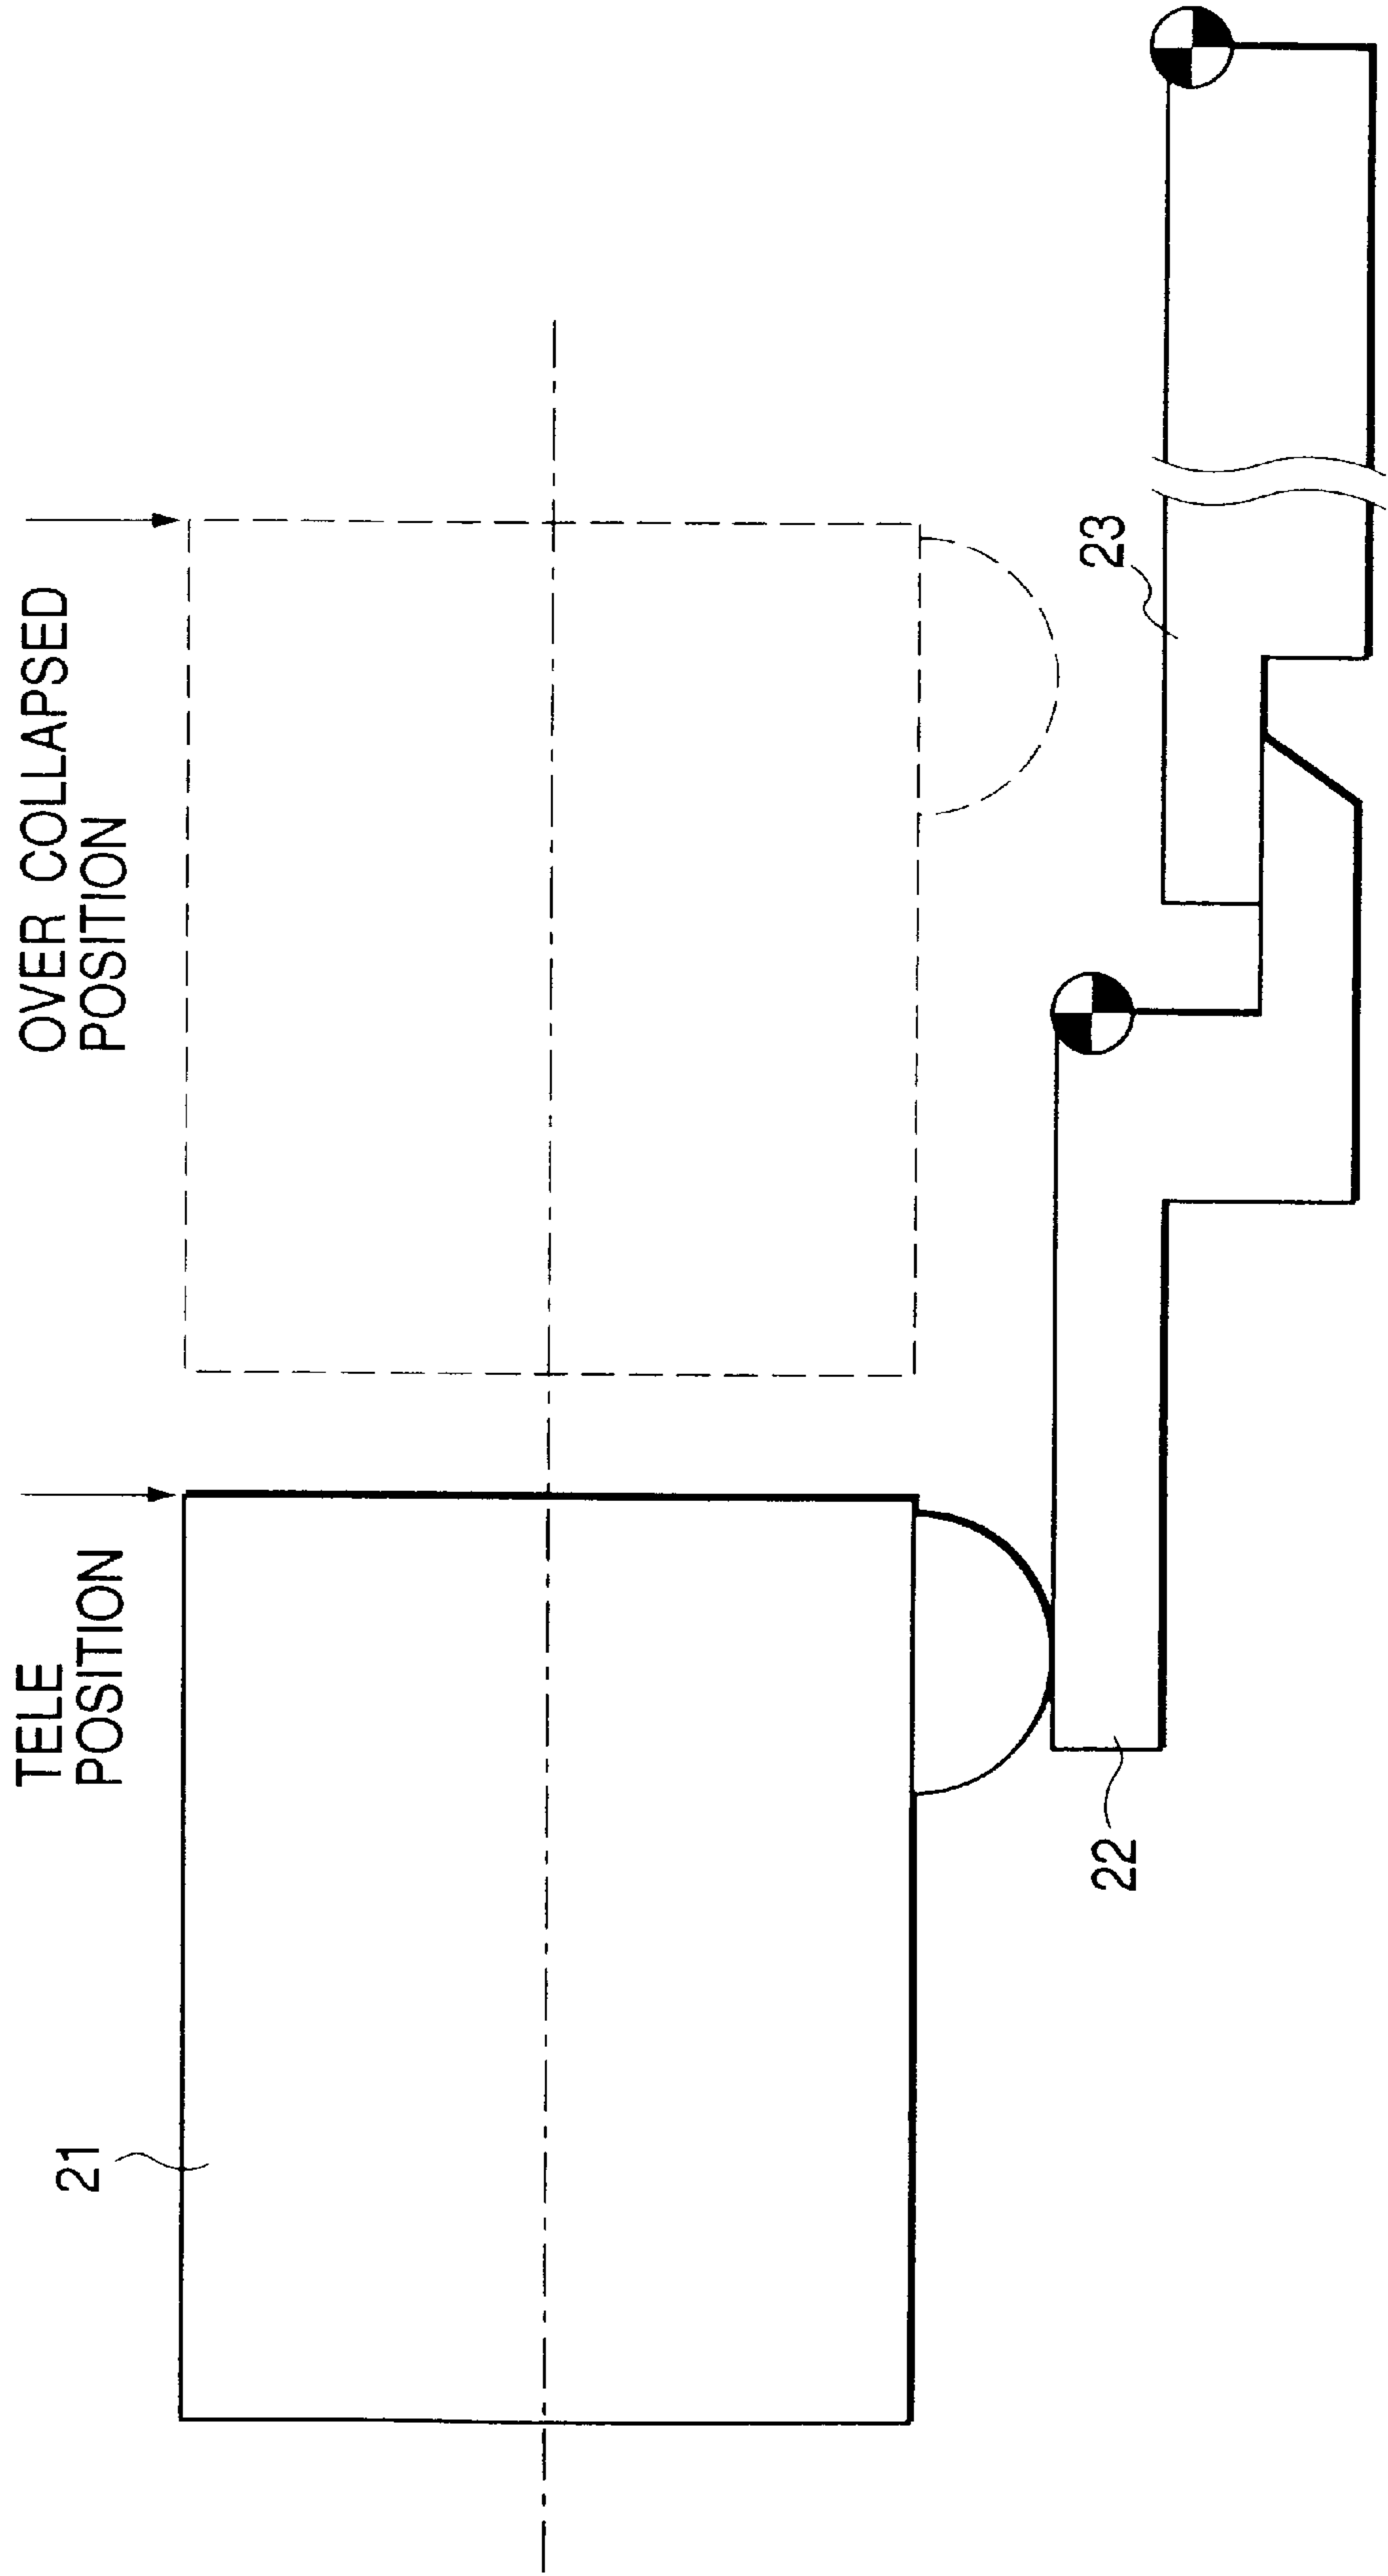 TELE
POSITION
OVER COLLAPSED
POSITION
21
22
23